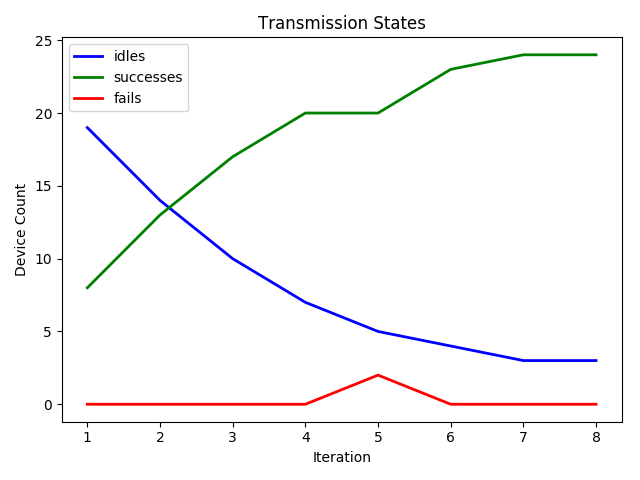 Transmission States
idles
successes
fails
Device Count
25
20
15
10
5
0
1 2 3 4 5 6 7 8
Iteration